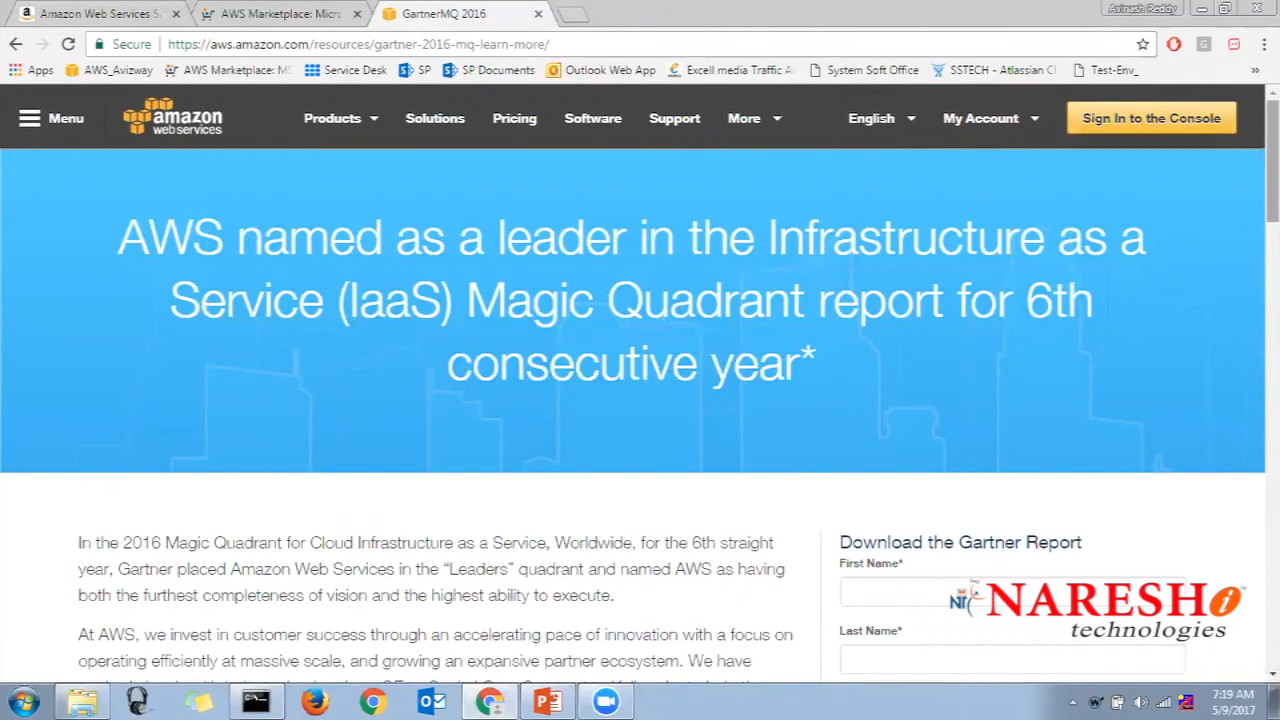 Amazon Web Services S
AWS Marketplace: Micro
GartnerMQ 2016
Avinash Reddy
Secure
https://aws.amazon.com/resources/gartner-2016-mq-learn-more/
Apps
AWS_Avizway
AWS Marketplace: MS
Service Desk
SP
SP Documents
Outlook Web App
Excell media Traffic A
System Soft Office
SSTECH - Atlassian Cl
Test-Env_
Menu
amazon
web services
Products
Solutions
Pricing
Software
Support
More
English
My Account
Sign In to the Console
AWS named as a leader in the Infrastructure as a
Service (IaaS) Magic Quadrant report for 6th
consecutive year*
In the 2016 Magic Quadrant for Cloud Infrastructure as a Service, Worldwide, for the 6th straight
year, Gartner placed Amazon Web Services in the “Leaders” quadrant and named AWS as having
both the furthest completeness of vision and the highest ability to execute.
At AWS, we invest in customer success through an accelerating pace of innovation with a focus on
operating efficiently at massive scale, and growing an expansive partner ecosystem. We have
Download the Gartner Report
First Name*
Last Name*
NARESH i
technologies
7:19 AM
5/9/2017